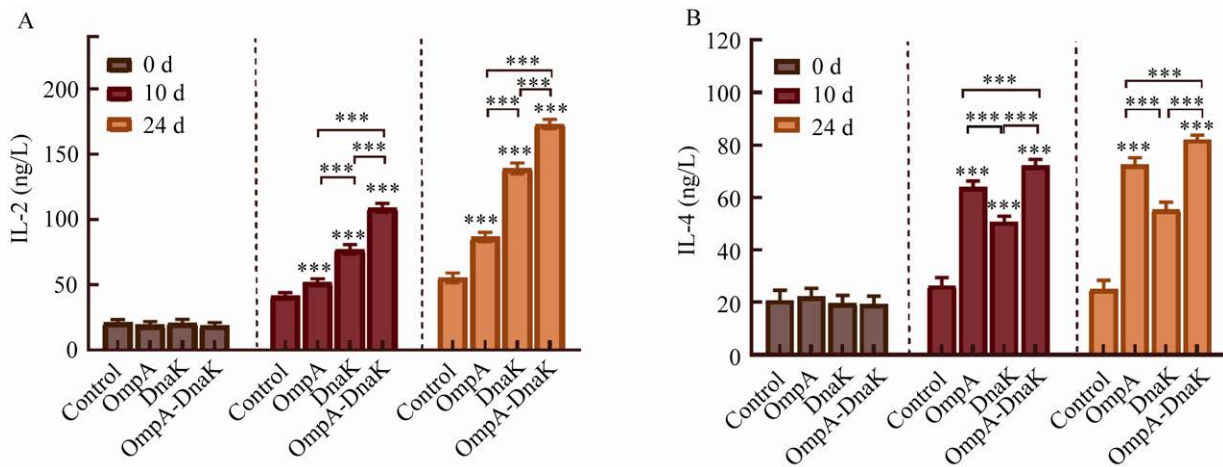 A
IL-2 (ng/L)
200
150
100
50
0
0 d
10 d
24 d
***
***
***
***
***
***
***
***
***
***
***
***
Control
OmpA
DnaK
OmpA-DnaK
Control
OmpA
DnaK
OmpA-DnaK
Control
OmpA
DnaK
OmpA-DnaK
B
IL-4 (ng/L)
120
100
80
60
40
20
0
0 d
10 d
24 d
***
*** ***
***
***
***
***
*** ***
***
***
Control
OmpA
DnaK
OmpA-DnaK
Control
OmpA
DnaK
OmpA-DnaK
Control
OmpA
DnaK
OmpA-DnaK